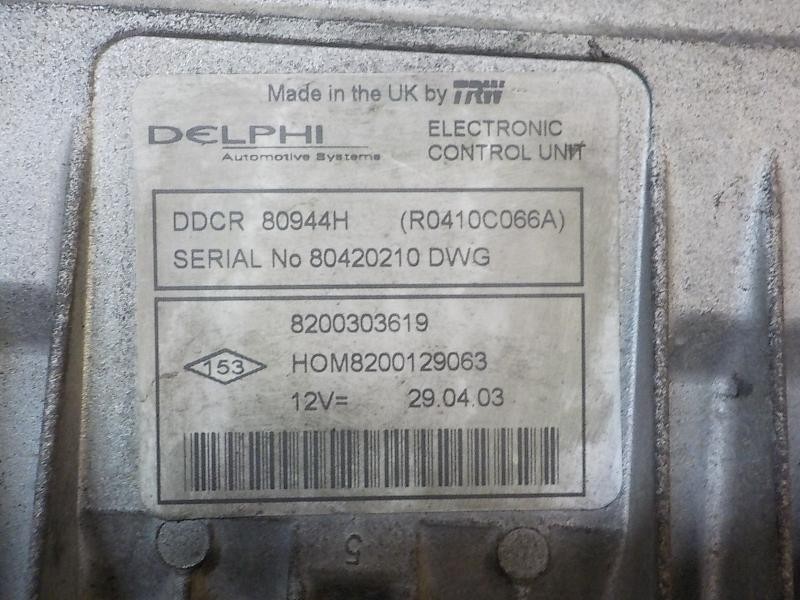 Made in the UK by TRW
DELPHI
Automotive Systems
ELECTRONIC
CONTROL UNIT
DDCR 80944H (R0410C066A)
SERIAL No 80420210 DWG
8200303619
153
HOM8200129063
12V= 29.04.03
5